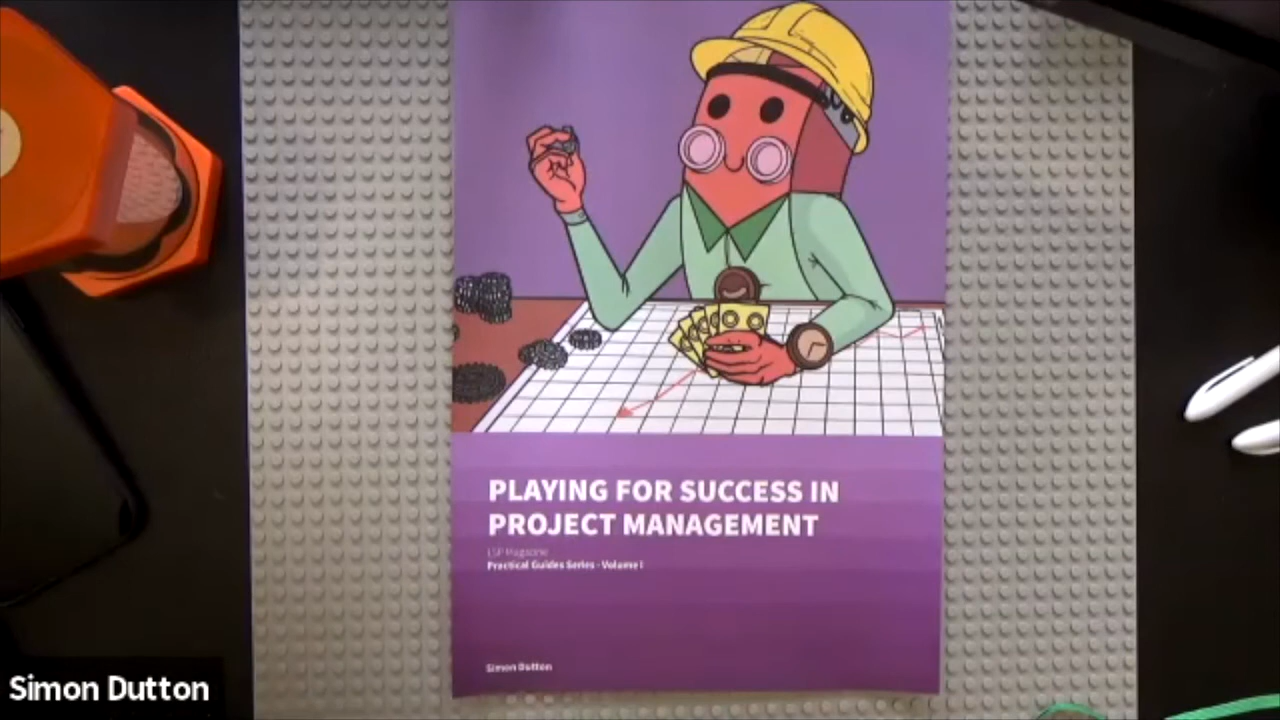 PLAYING FOR SUCCESS IN
PROJECT MANAGEMENT
LSP Magazine
Practical Guides Series - Volume I
Simon Dutton
Simon Dutton